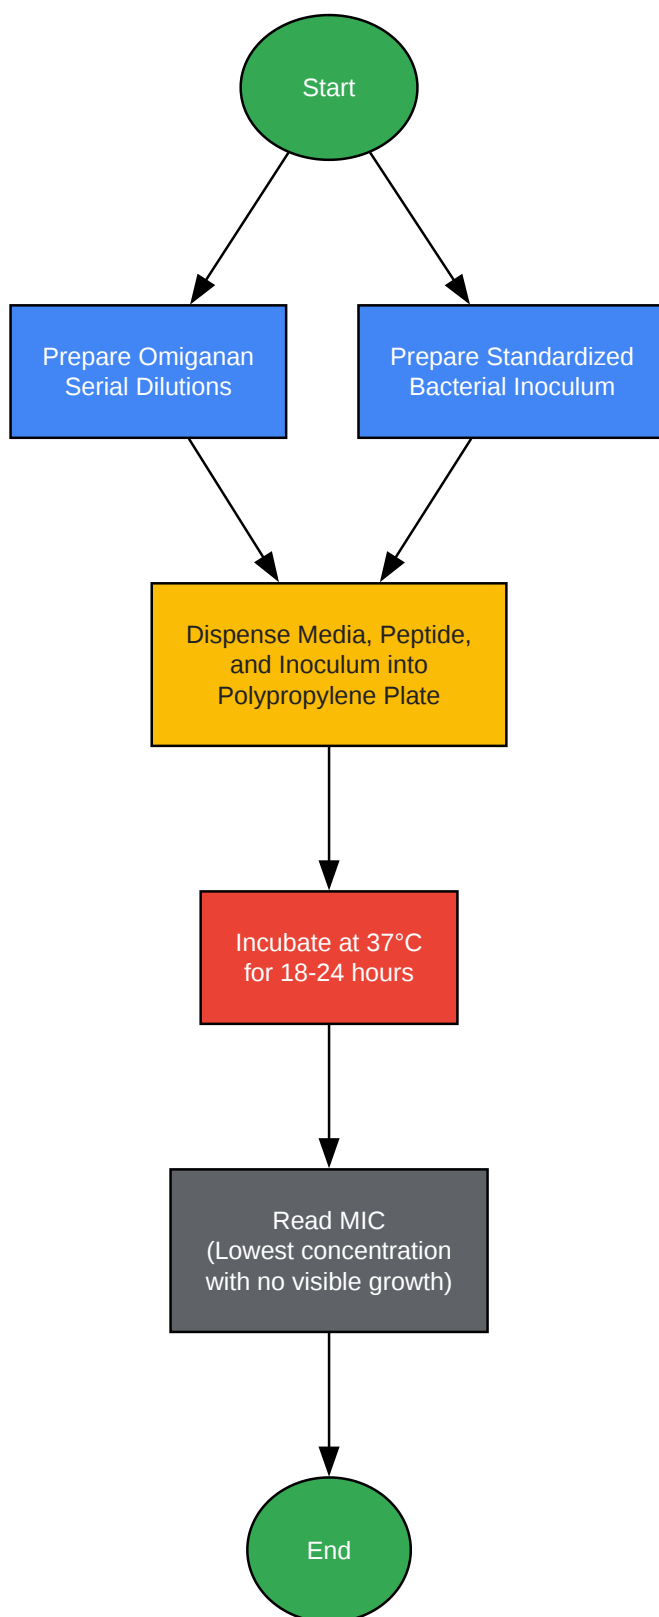 Start
Prepare Omiganan
Serial Dilutions
Prepare Standardized
Bacterial Inoculum
Dispense Media, Peptide,
and Inoculum into
Polypropylene Plate
Incubate at 37°C
for 18-24 hours
Read MIC
(Lowest concentration
with no visible growth)
End